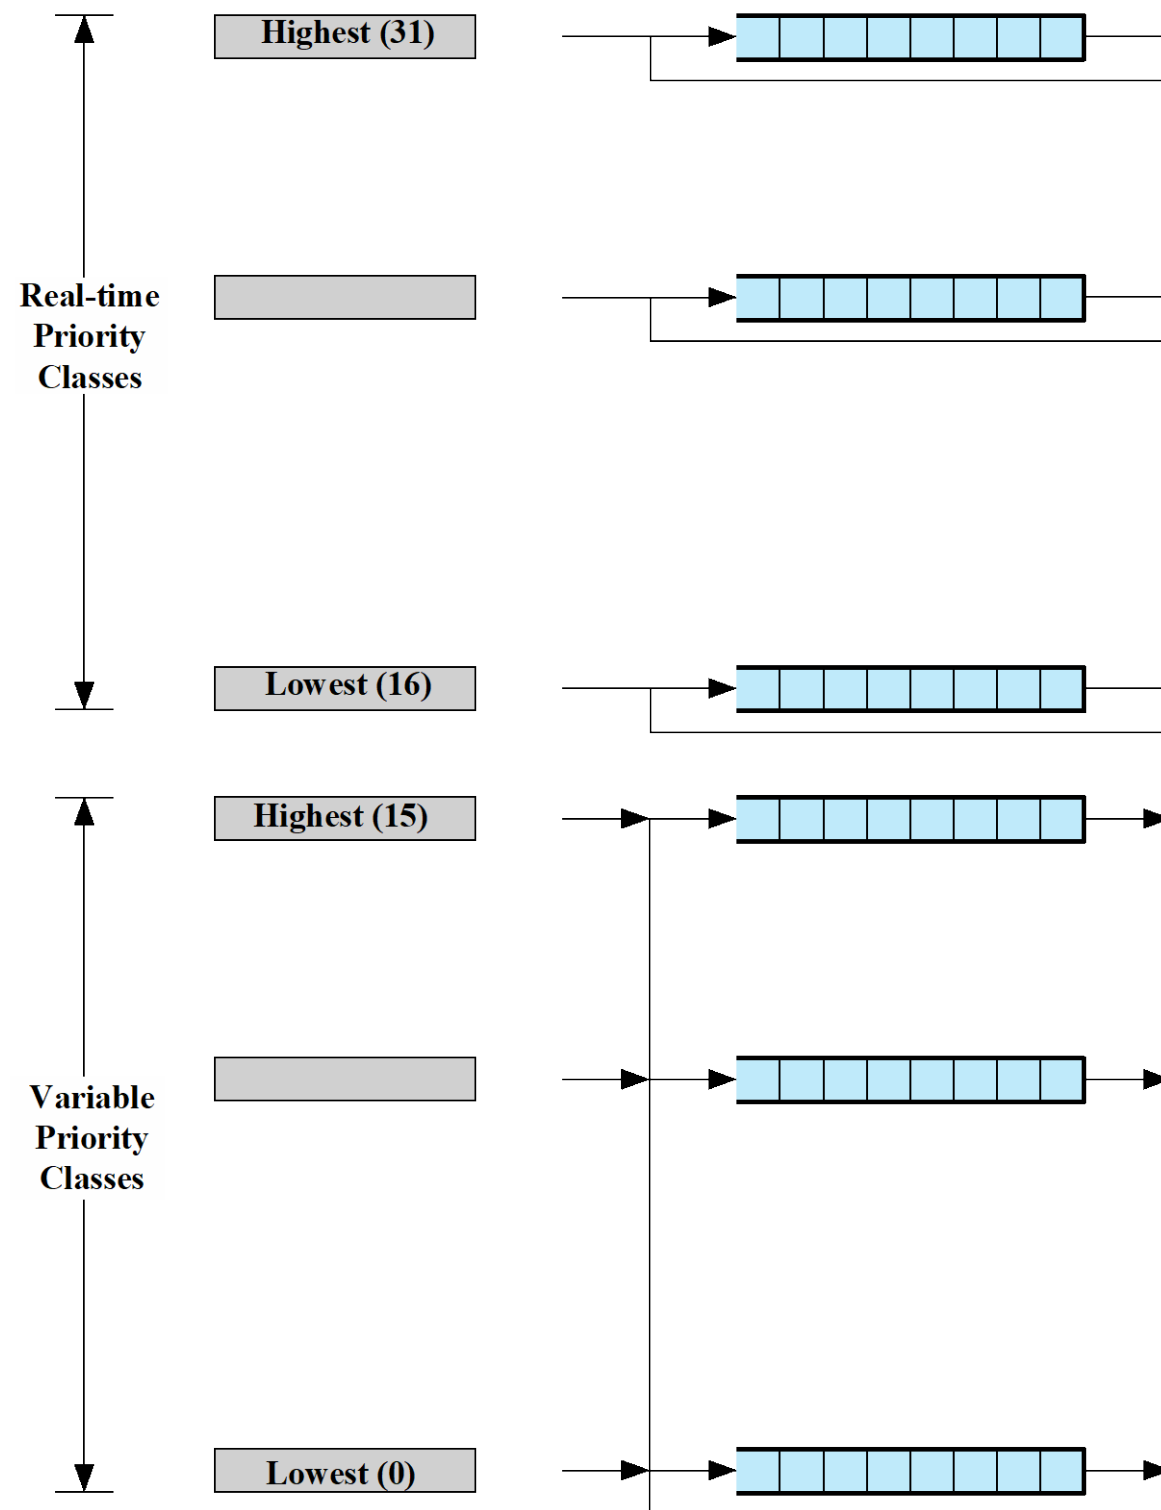 Highest (31)
Real-time
Priority
Classes
Lowest (16)
Highest (15)
Variable
Priority
Classes
Lowest (0)